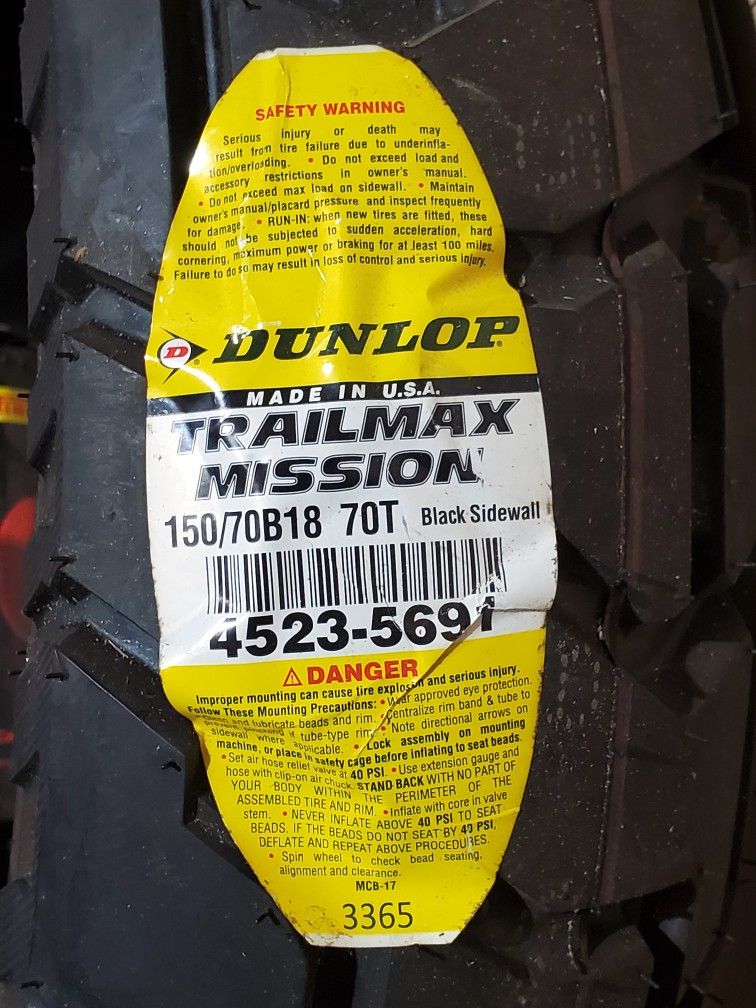 SAFETY WARNING
Serious injury or death may
result from tire failure due to underinfla-
tion/overloading. • Do not exceed load and
accessory restrictions in owner's manual.
• Do not exceed max load on sidewall. • Maintain
owner's manual/placard pressure and inspect frequently
for damage. • RUN-IN: when new tires are fitted, these
should not be subjected to sudden acceleration, hard
cornering, maximum power or braking for at least 100 miles.
Failure to do so may result in loss of control and serious injury.
D DUNLOP
MADE IN U.S.A.
TRAILMAX
MISSION
150/70B18 70T Black Sidewall
4523-5691
DANGER
Improper mounting can cause tire explosion and serious injury.
Follow These Mounting Precautions: • Wear approved eye protection.
• Clean and lubricate beads and rim. • Centralize rim band & tube to
prevent pinching if tube-type rim. • Note directional arrows on
sidewall where applicable. • Lock assembly on mounting
machine, or place in safety cage before inflating to seat beads.
• Set air hose relief valve at 40 PSI. • Use extension gauge and
hose with clip-on air chuck. STAND BACK WITH NO PART OF
YOUR BODY WITHIN THE PERIMETER OF THE
ASSEMBLED TIRE AND RIM. • Inflate with core in valve
stem. • NEVER INFLATE ABOVE 40 PSI TO SEAT
BEADS. IF THE BEADS DO NOT SEAT BY 40 PSI,
DEFLATE AND REPEAT ABOVE PROCEDURES.
• Spin wheel to check bead seating,
alignment and clearance.
MCB-17
3365